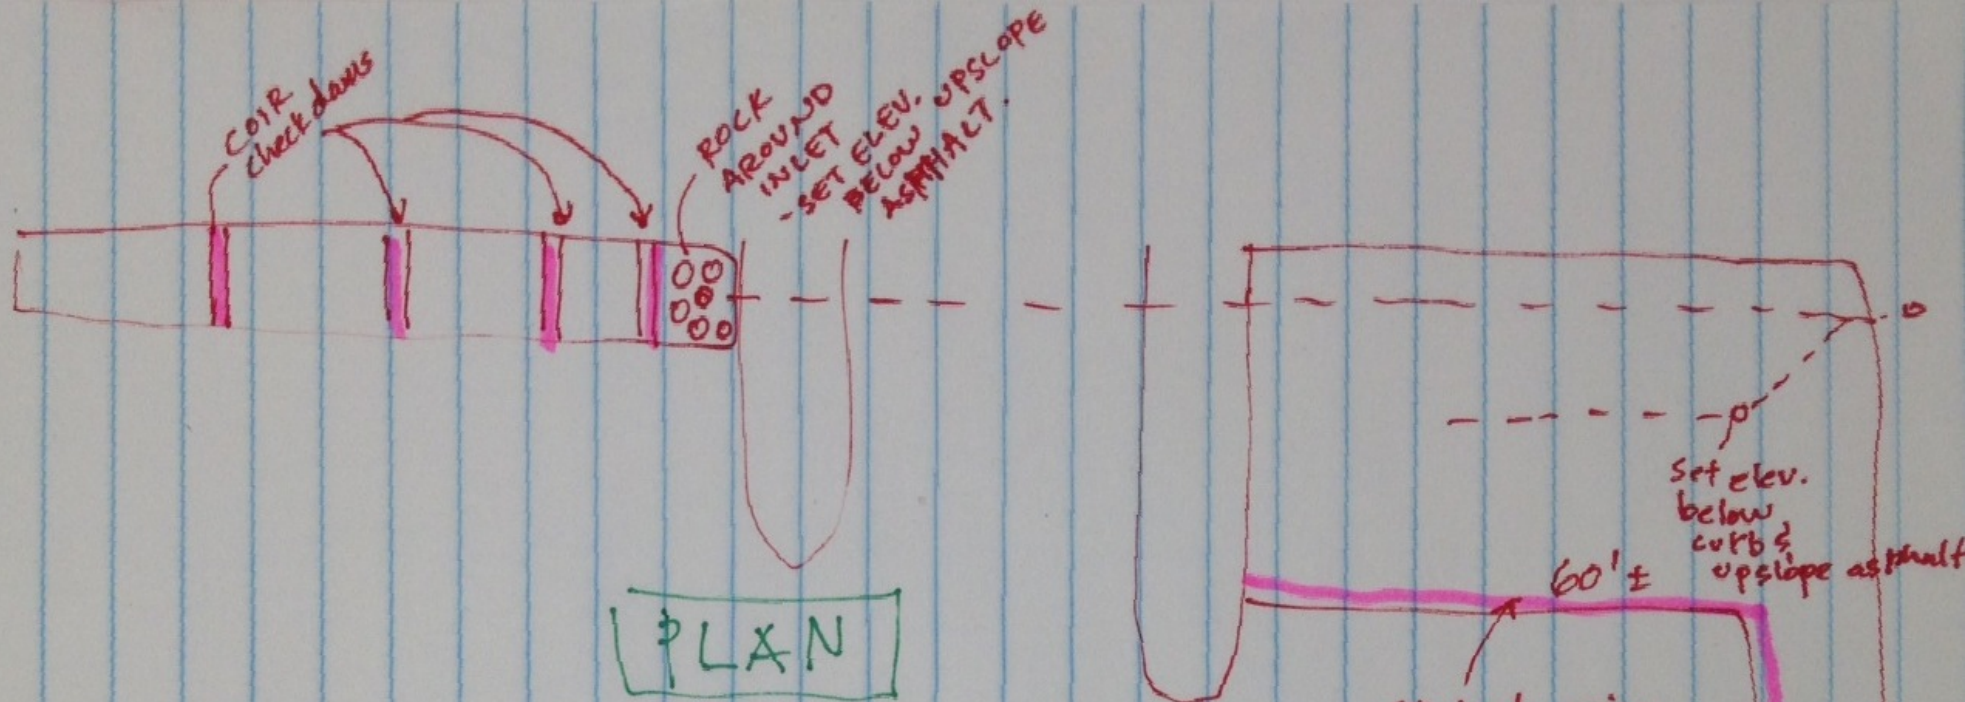 COIR
check dams
ROCK
AROUND
INLET
-SET ELEV.
BELOW UPSLOPE
ASPHALT.
Set elev.
below
curb &
upslope asphalt
60' ±
PLAN